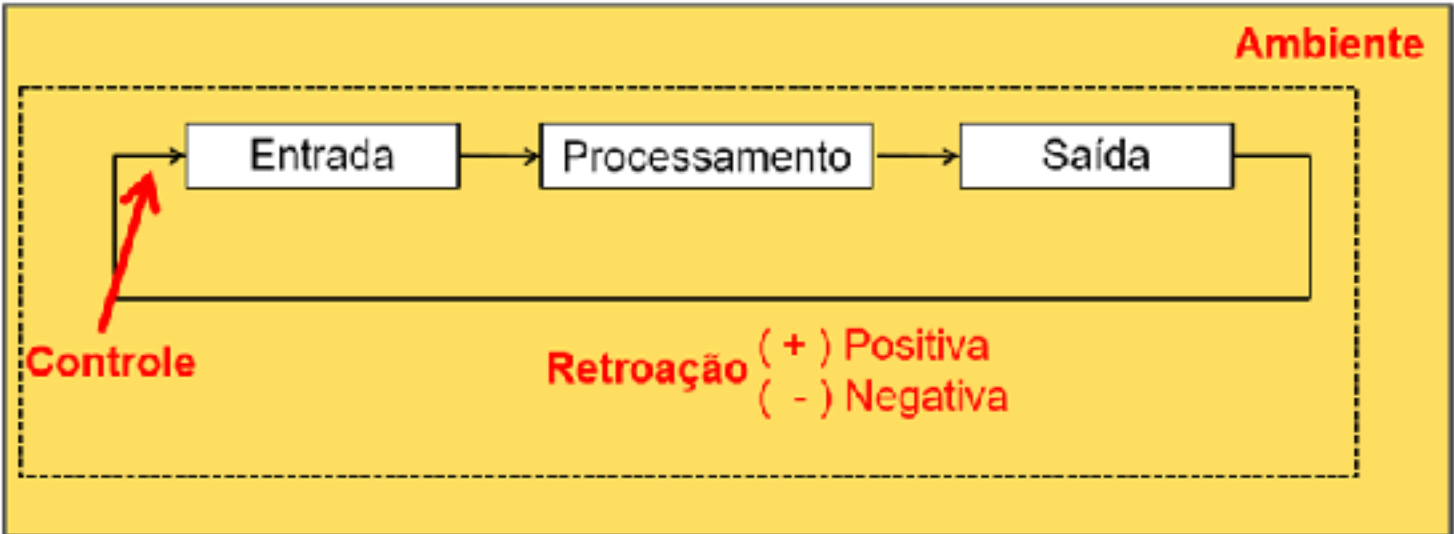 Ambiente
Entrada
Processamento
Saída
Controle
Retroação
( + ) Positiva
( - ) Negativa